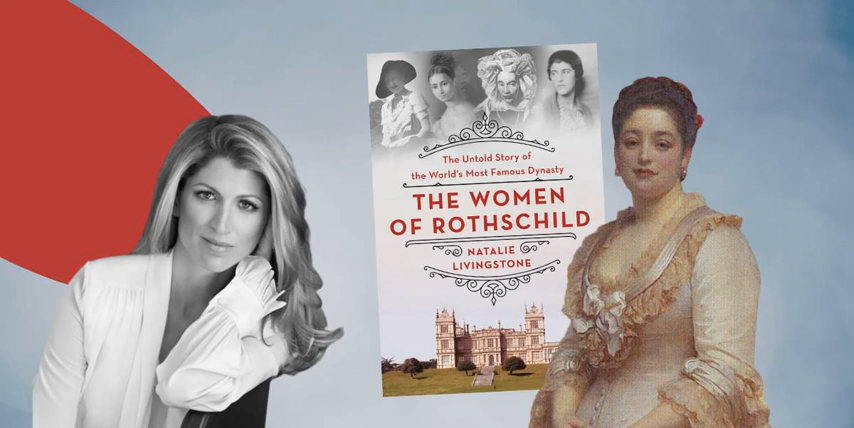 The Untold Story of
the World's Most Famous Dynasty
THE WOMEN
OF ROTHSCHILD
NATALIE
LIVINGSTONE